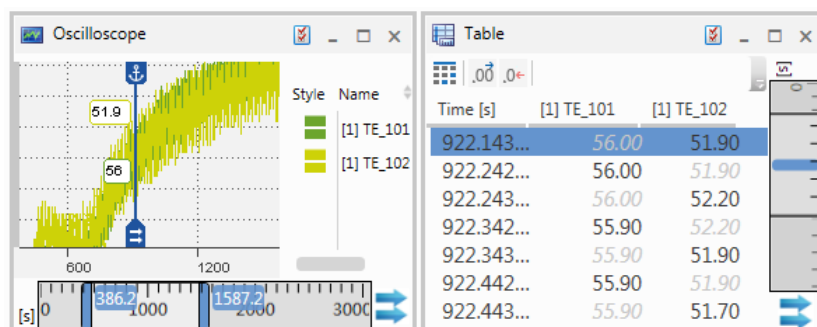 Oscilloscope
51.9
56
Style Name
[1] TE_101
[1] TE_102
600 1200
[s] 0 386.2 1000 1587.2 2000 3000
Table
.00 .0
Time [s] [1] TE_101 [1] TE_102
922.143... 56.00 51.90
922.242... 56.00 51.90
922.243... 56.00 52.20
922.342... 55.90 52.20
922.343... 55.90 51.90
922.442... 55.90 51.90
922.443... 55.90 51.70
[s]
0